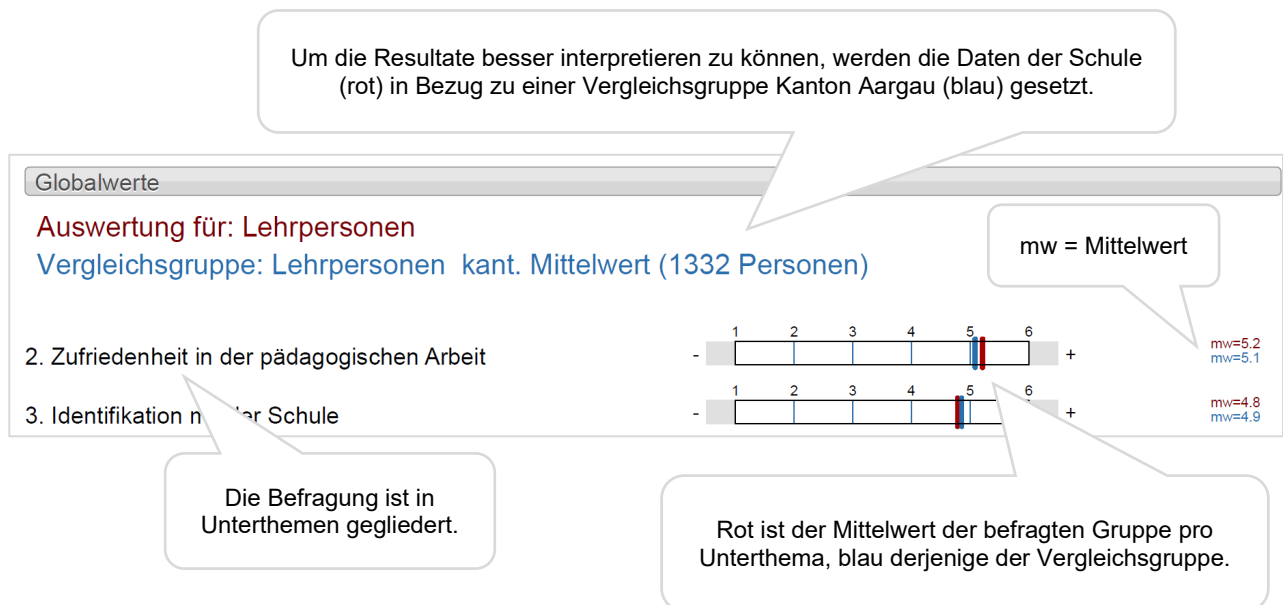 Um die Resultate besser interpretieren zu können, werden die Daten der Schule
(rot) in Bezug zu einer Vergleichsgruppe Kanton Aargau (blau) gesetzt.
Globalwerte
Auswertung für: Lehrpersonen
Vergleichsgruppe: Lehrpersonen kant. Mittelwert (1332 Personen)
mw = Mittelwert
1 2 3 4 5 6
2. Zufriedenheit in der pädagogischen Arbeit - +
mw=5.2
mw=5.1
1 2 3 4 5 6
3. Identifikation der Schule - +
mw=4.8
mw=4.9
Die Befragung ist in
Unterthemen gegliedert.
Rot ist der Mittelwert der befragten Gruppe pro
Unterthema, blau derjenige der Vergleichsgruppe.